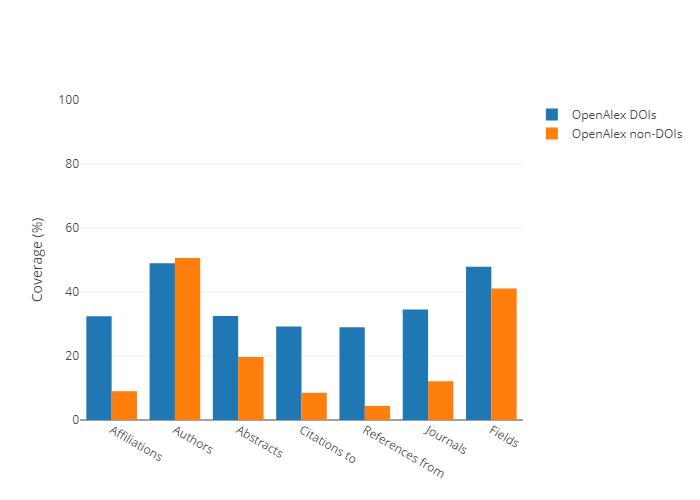 100
80
60
40
20
0
Coverage (%)
Affiliations
Authors
Abstracts
Citations to
References from
Journals
Fields
OpenAlex DOIs
OpenAlex non-DOIs